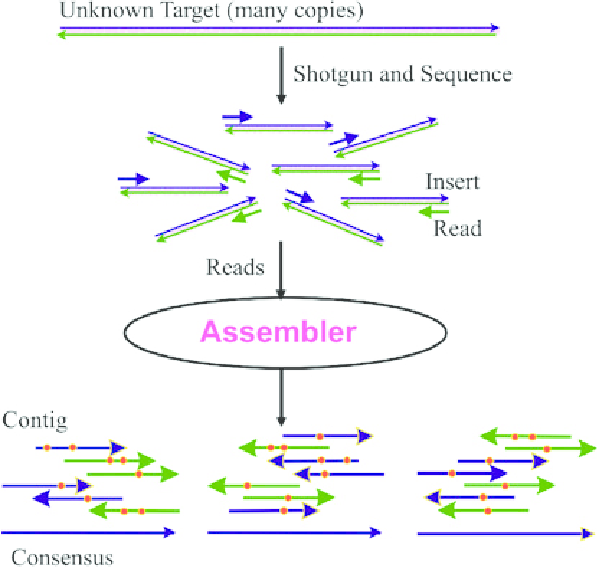 Unknown Target (many copies)
Shotgun and Sequence
Insert
Read
Reads
Assembler
Contig
Consensus